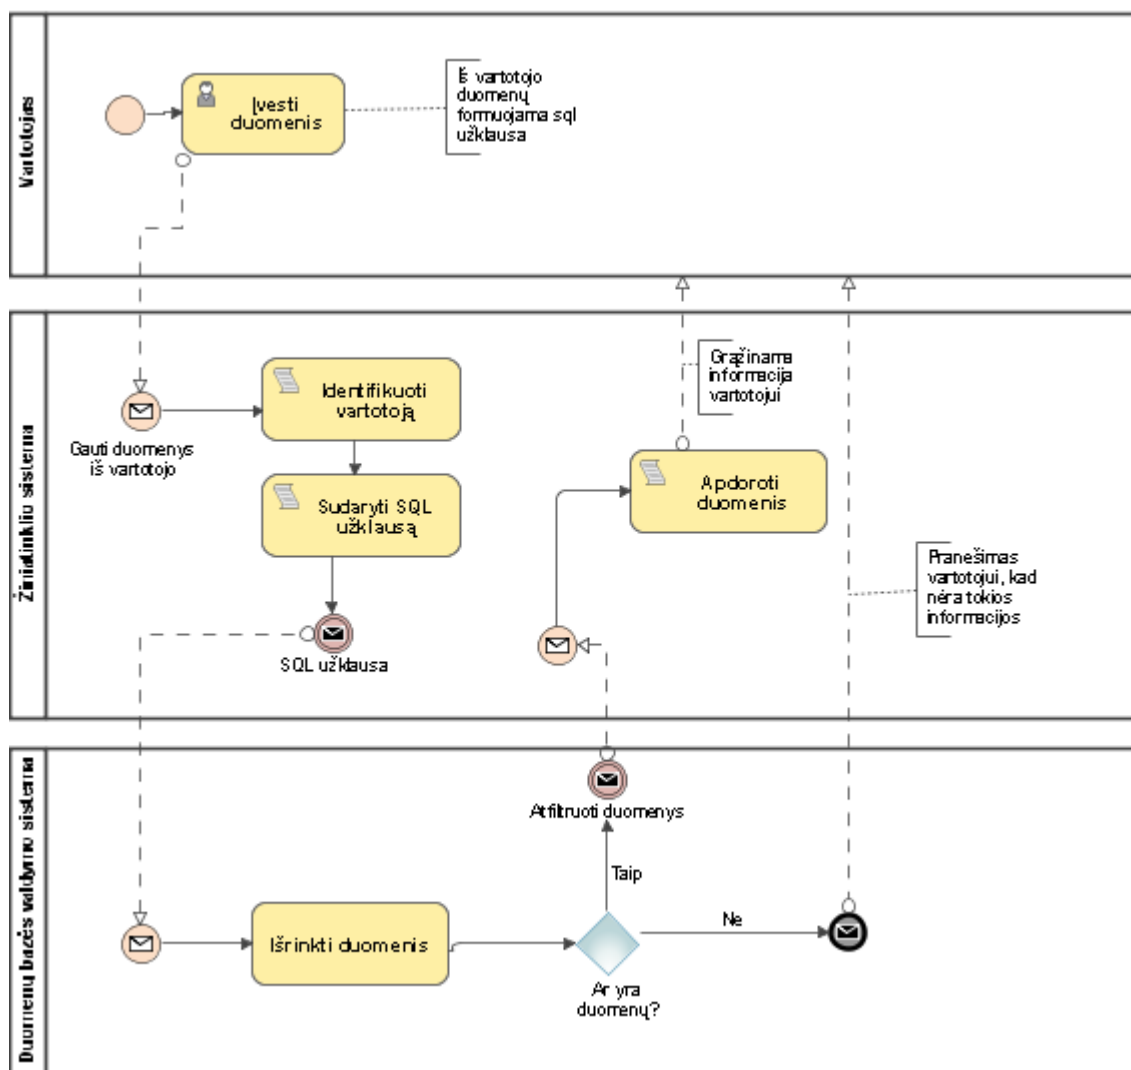 Vartotojas
Įvesti
duomenis
Iš vartotojo
duomenų
formuojama sql
užklausa
Žiniatinklio sistema
Gauti duomenys
iš vartotojo
Identifikuoti
vartotoją
Sudaryti SQL
užklausą
SQL užklausa
Grąžinama
informacija
vartotojui
Apdoroti
duomenis
Pranešimas
vartotojui, kad
nėra tokios
informacijos
Duomenų bazės valdymo sistema
Atfiltruoti duomenys
Taip
Išrinkti duomenis
Ne
Ar yra
duomenų?